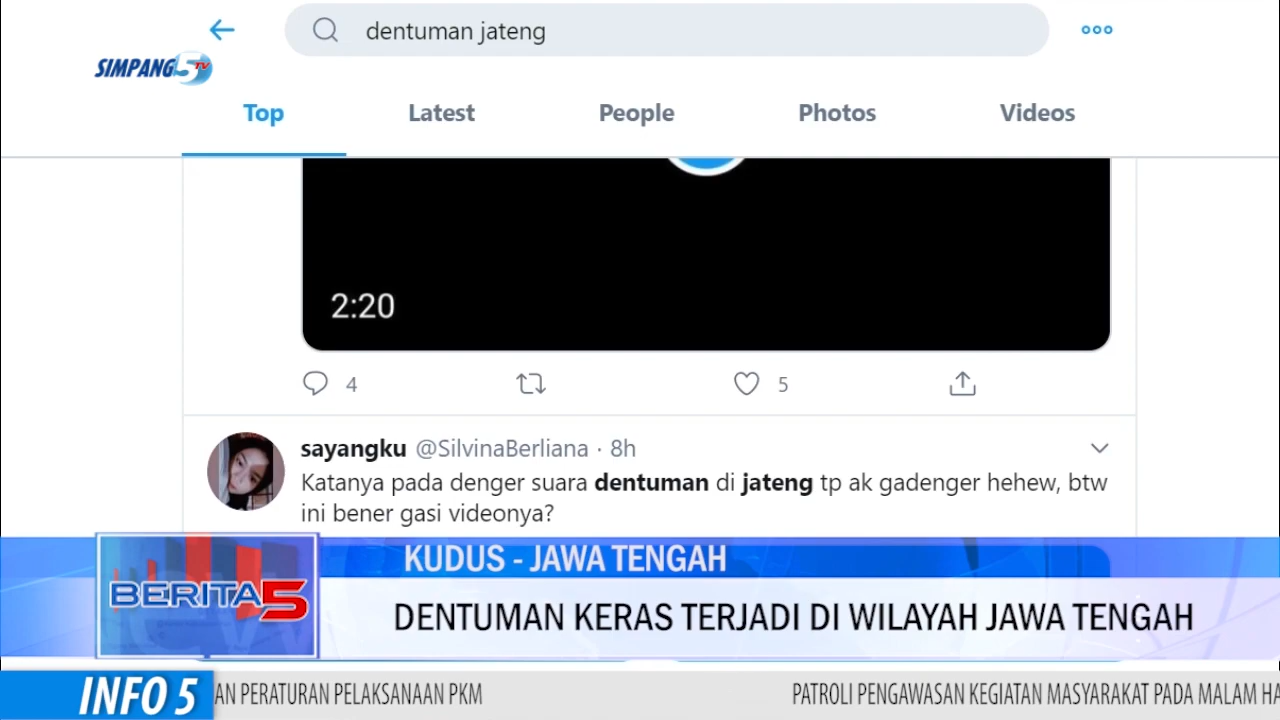 dentuman jateng
SIMPANG5 TV
Top Latest People Photos Videos
2:20
4 5
sayangku @SilvinaBerliana · 8h
Katanya pada denger suara dentuman di jateng tp ak gadenger hehew, btw
ini bener gasi videonya?
KUDUS - JAWA TENGAH
BERITA5
DENTUMAN KERAS TERJADI DI WILAYAH JAWA TENGAH
INFO 5 AN PERATURAN PELAKSANAAN PKM PATROLI PENGAWASAN KEGIATAN MASYARAKAT PADA MALAM HA